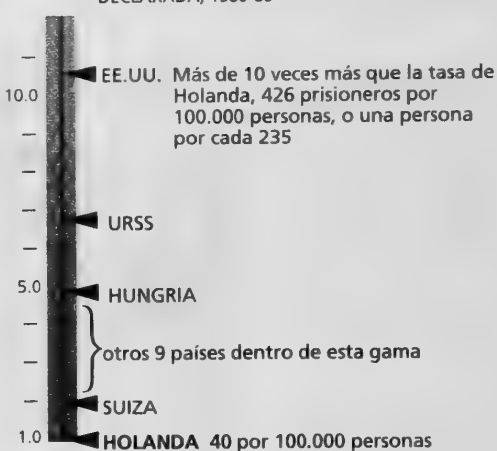 DECLARADA,
10.0
EE.UU. Más de 10 veces más que la tasa de
Holanda, 426 prisioneros por
100.000 personas, o una persona
por cada 235
URSS
5.0
HUNGRIA
otros 9 países dentro de esta gama
SUIZA
1.0
HOLANDA 40 por 100.000 personas